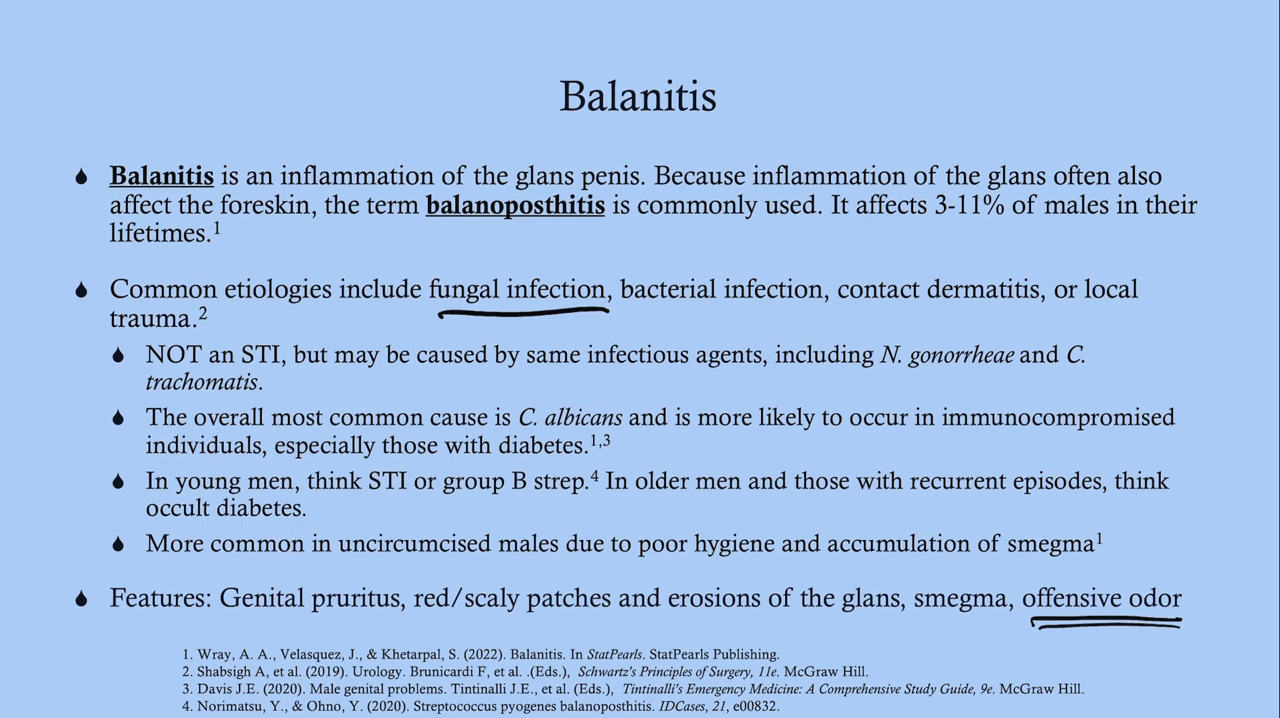 Balanitis
Balanitis is an inflammation of the glans penis. Because inflammation of the glans often also
affect the foreskin, the term balanoposthitis is commonly used. It affects 3-11% of males in their
lifetimes.1
Common etiologies include fungal infection, bacterial infection, contact dermatitis, or local
trauma.2
NOT an STI, but may be caused by same infectious agents, including N. gonorrheae and C.
trachomatis.
The overall most common cause is C. albicans and is more likely to occur in immunocompromised
individuals, especially those with diabetes.1,3
In young men, think STI or group B strep.4 In older men and those with recurrent episodes, think
occult diabetes.
More common in uncircumcised males due to poor hygiene and accumulation of smegma1
Features: Genital pruritus, red/scaly patches and erosions of the glans, smegma, offensive odor
1. Wray, A. A., Velasquez, J., & Khetarpal, S. (2022). Balanitis. In StatPearls. StatPearls Publishing.
2. Shabsigh A, et al. (2019). Urology. Brunicardi F, et al. .(Eds.), Schwartz's Principles of Surgery, 11e. McGraw Hill.
3. Davis J.E. (2020). Male genital problems. Tintinalli J.E., et al. (Eds.), Tintinalli's Emergency Medicine: A Comprehensive Study Guide, 9e. McGraw Hill.
4. Norimatsu, Y., & Ohno, Y. (2020). Streptococcus pyogenes balanoposthitis. IDCases, 21, e00832.